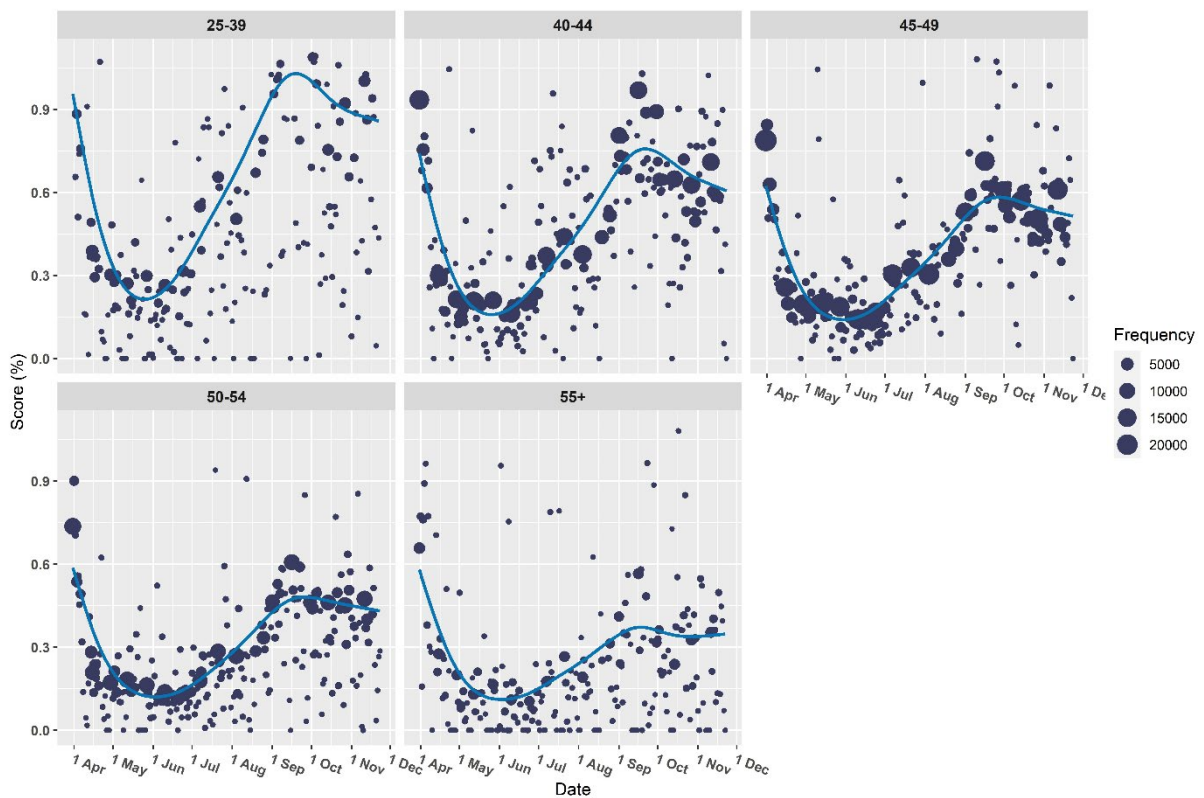 25-39 40-44 45-49
0.9
0.6
0.3
0.0
1 Apr 1 May 1 Jun 1 Jul 1 Aug 1 Sep 1 Oct 1 Nov 1 De
Frequency
5000
10000
15000
20000
Score (%)
50-54 55+
0.9
0.6
0.3
0.0
1 Apr 1 May 1 Jun 1 Jul 1 Aug 1 Sep 1 Oct 1 Nov 1 Dec 1 Apr 1 May 1 Jun 1 Jul 1 Aug 1 Sep 1 Oct 1 Nov 1 Dec
Date